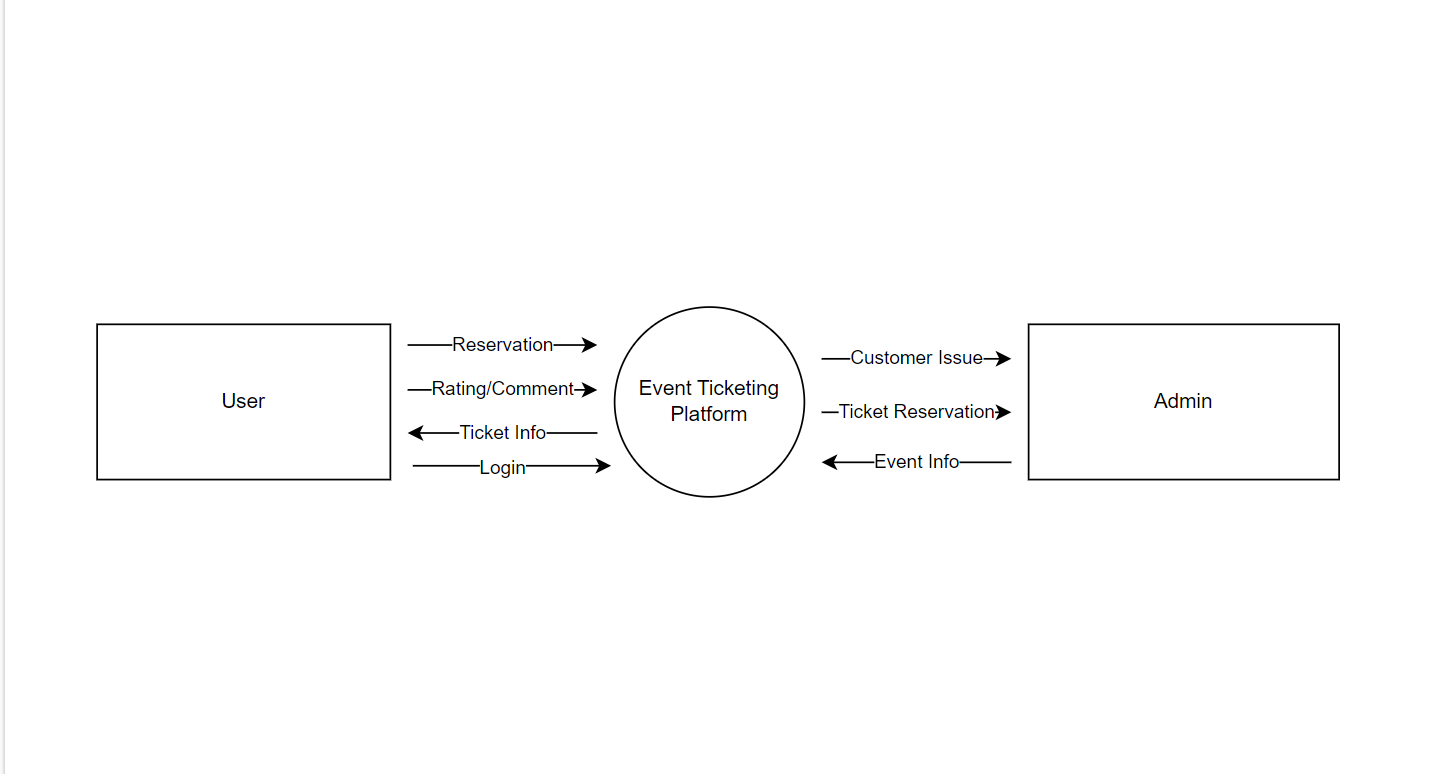 User
Reservation
Rating/Comment
Ticket Info
Login
Event Ticketing
Platform
Customer Issue
Ticket Reservation
Event Info
Admin